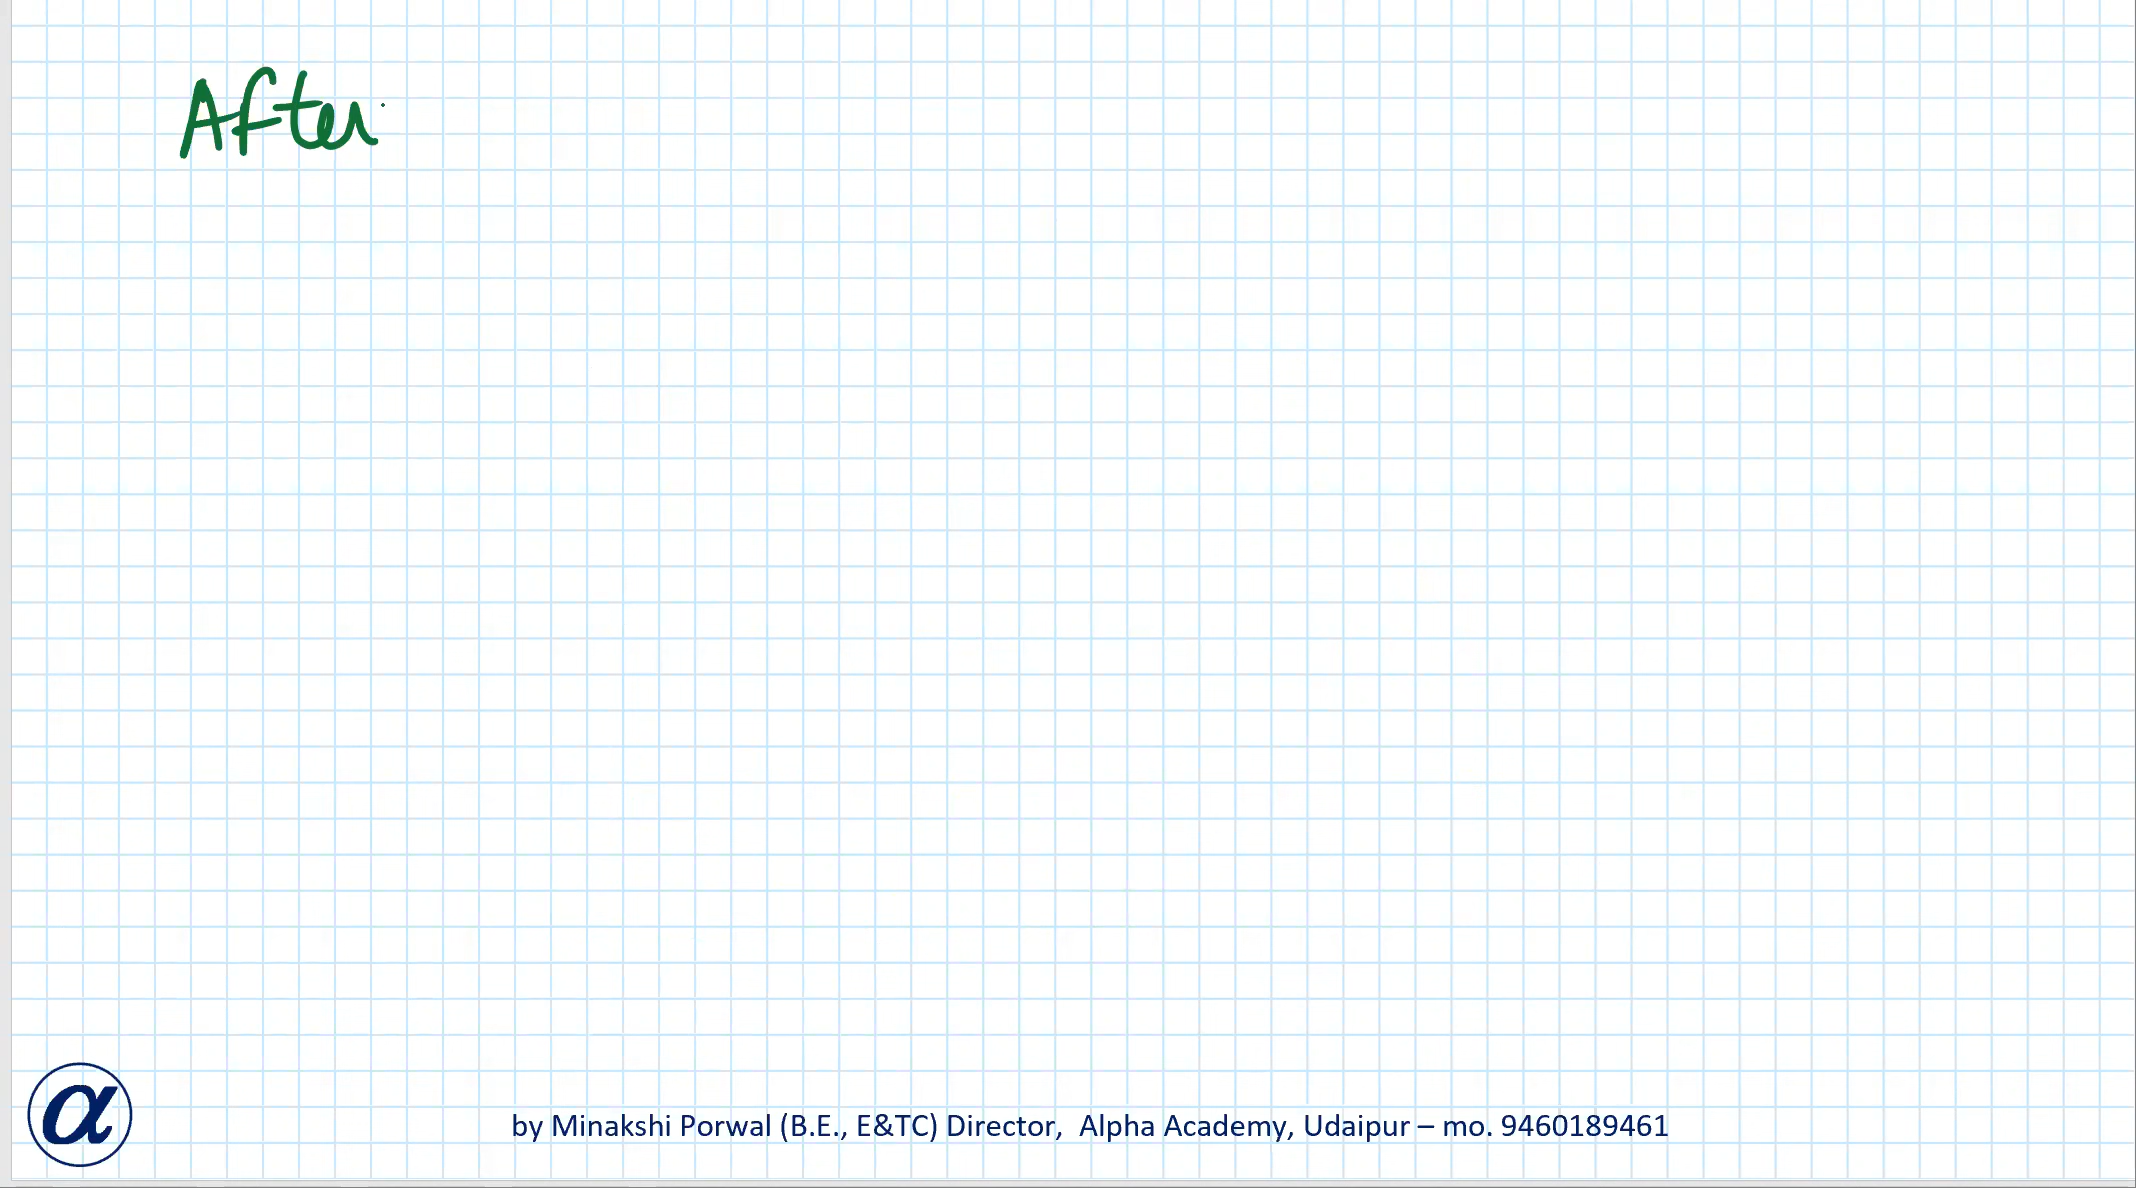 After
α
by Minakshi Porwal (B.E., E&TC) Director, Alpha Academy, Udaipur – mo. 9460189461